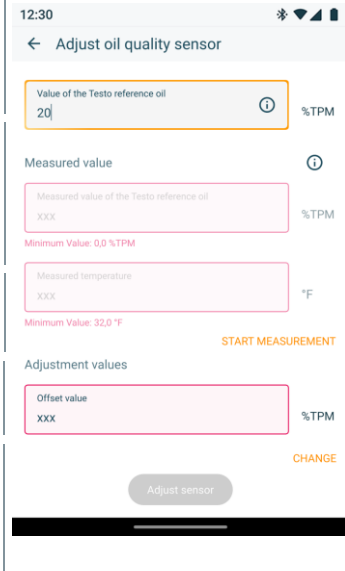 12:30
Adjust oil quality sensor
Value of the Testo reference oil
20
%TPM
Measured value
Measured value of the Testo reference oil
xxx
%TPM
Minimum Value: 0,0 %TPM
Measured temperature
xxx
°F
Minimum Value: 32,0 °F
START MEASUREMENT
Adjustment values
Offset value
xxx
%TPM
CHANGE
Adjust sensor